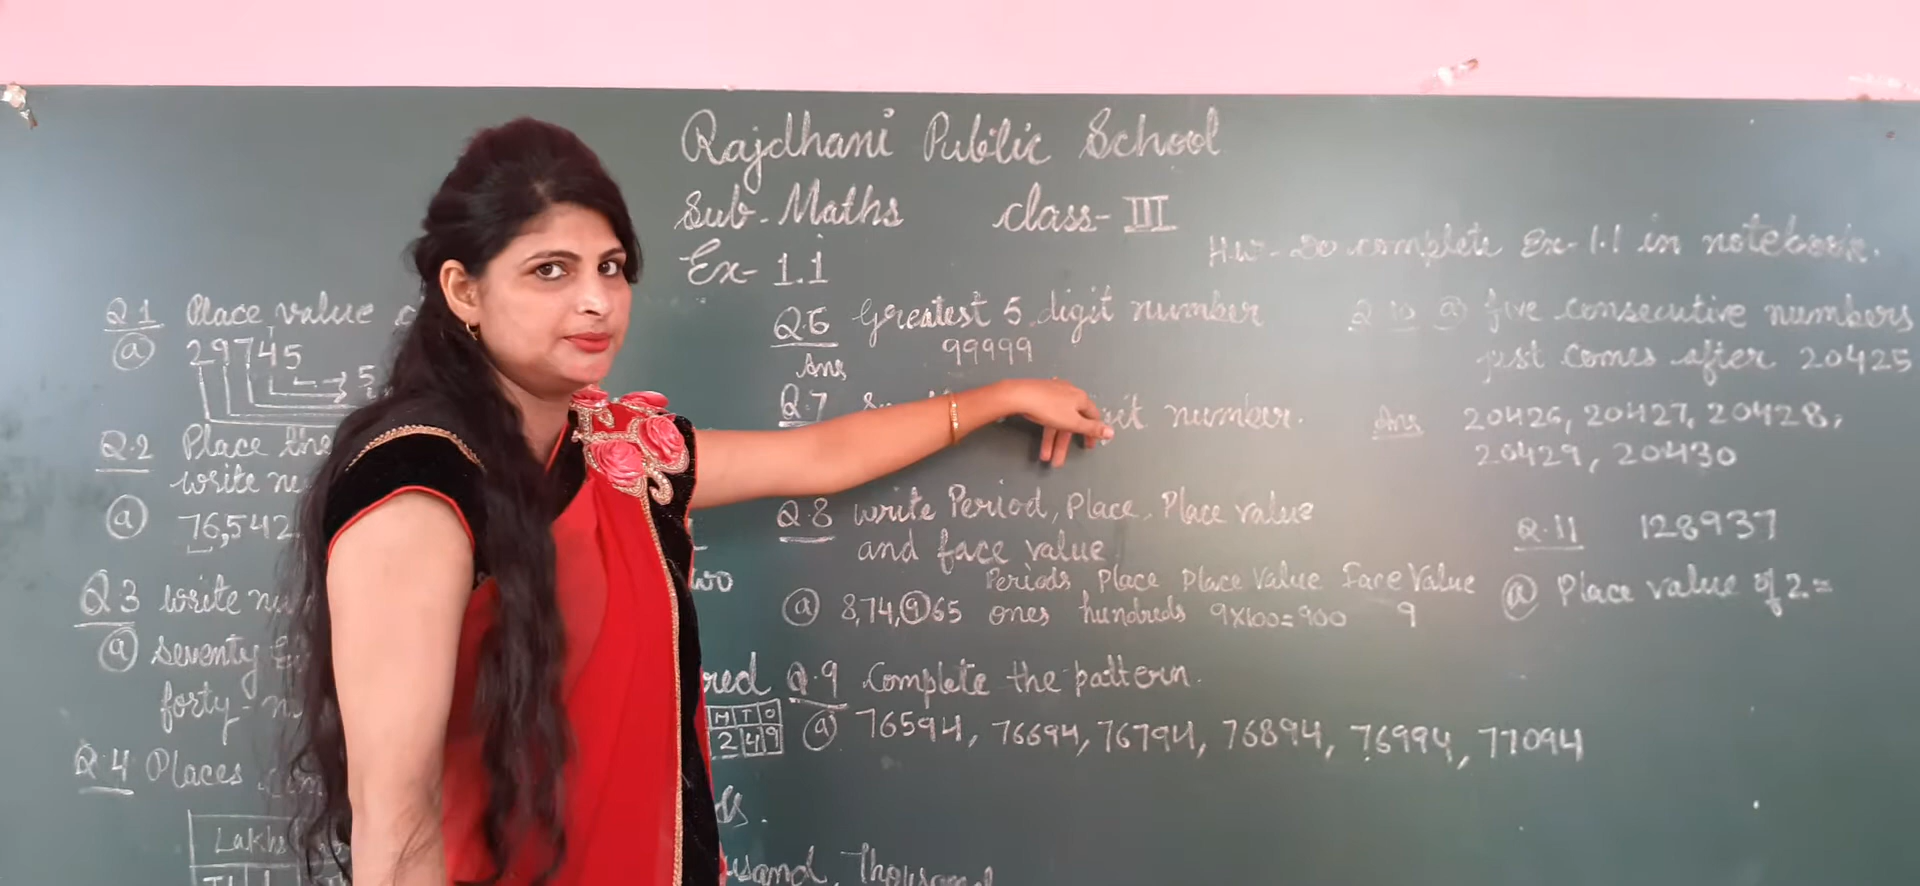 Rajdhani Public School
Sub- Maths class- III
Ex- 1.1
H.W- Do complete Ex-1.1 in notebook.
Q.1 Place value
(a) 29745
5
Q.2 Place the
write
(a) 76,542
Q.3 write
(a) Seventy
forty-
Q.4 Places
Lakhs
two
red
H T O
2 4 9
ds.
usand, Thousand
Q.6 Greatest 5 digit number
Ans 99999
Q.7 number.
Q.8 write Period, Place, Place value
and face value
Periods Place Place Value Face Value
(a) 8,74,965 ones hundreds 9x100=900 9
Q.9 Complete the pattern.
(a) 76594, 76694, 76794, 76894, 76994, 77094
Q 10 (a) five consecutive numbers
just comes after 20425
Ans 20426, 20427, 20428,
20429, 20430
Q.11 128937
(a) Place value of 2 =